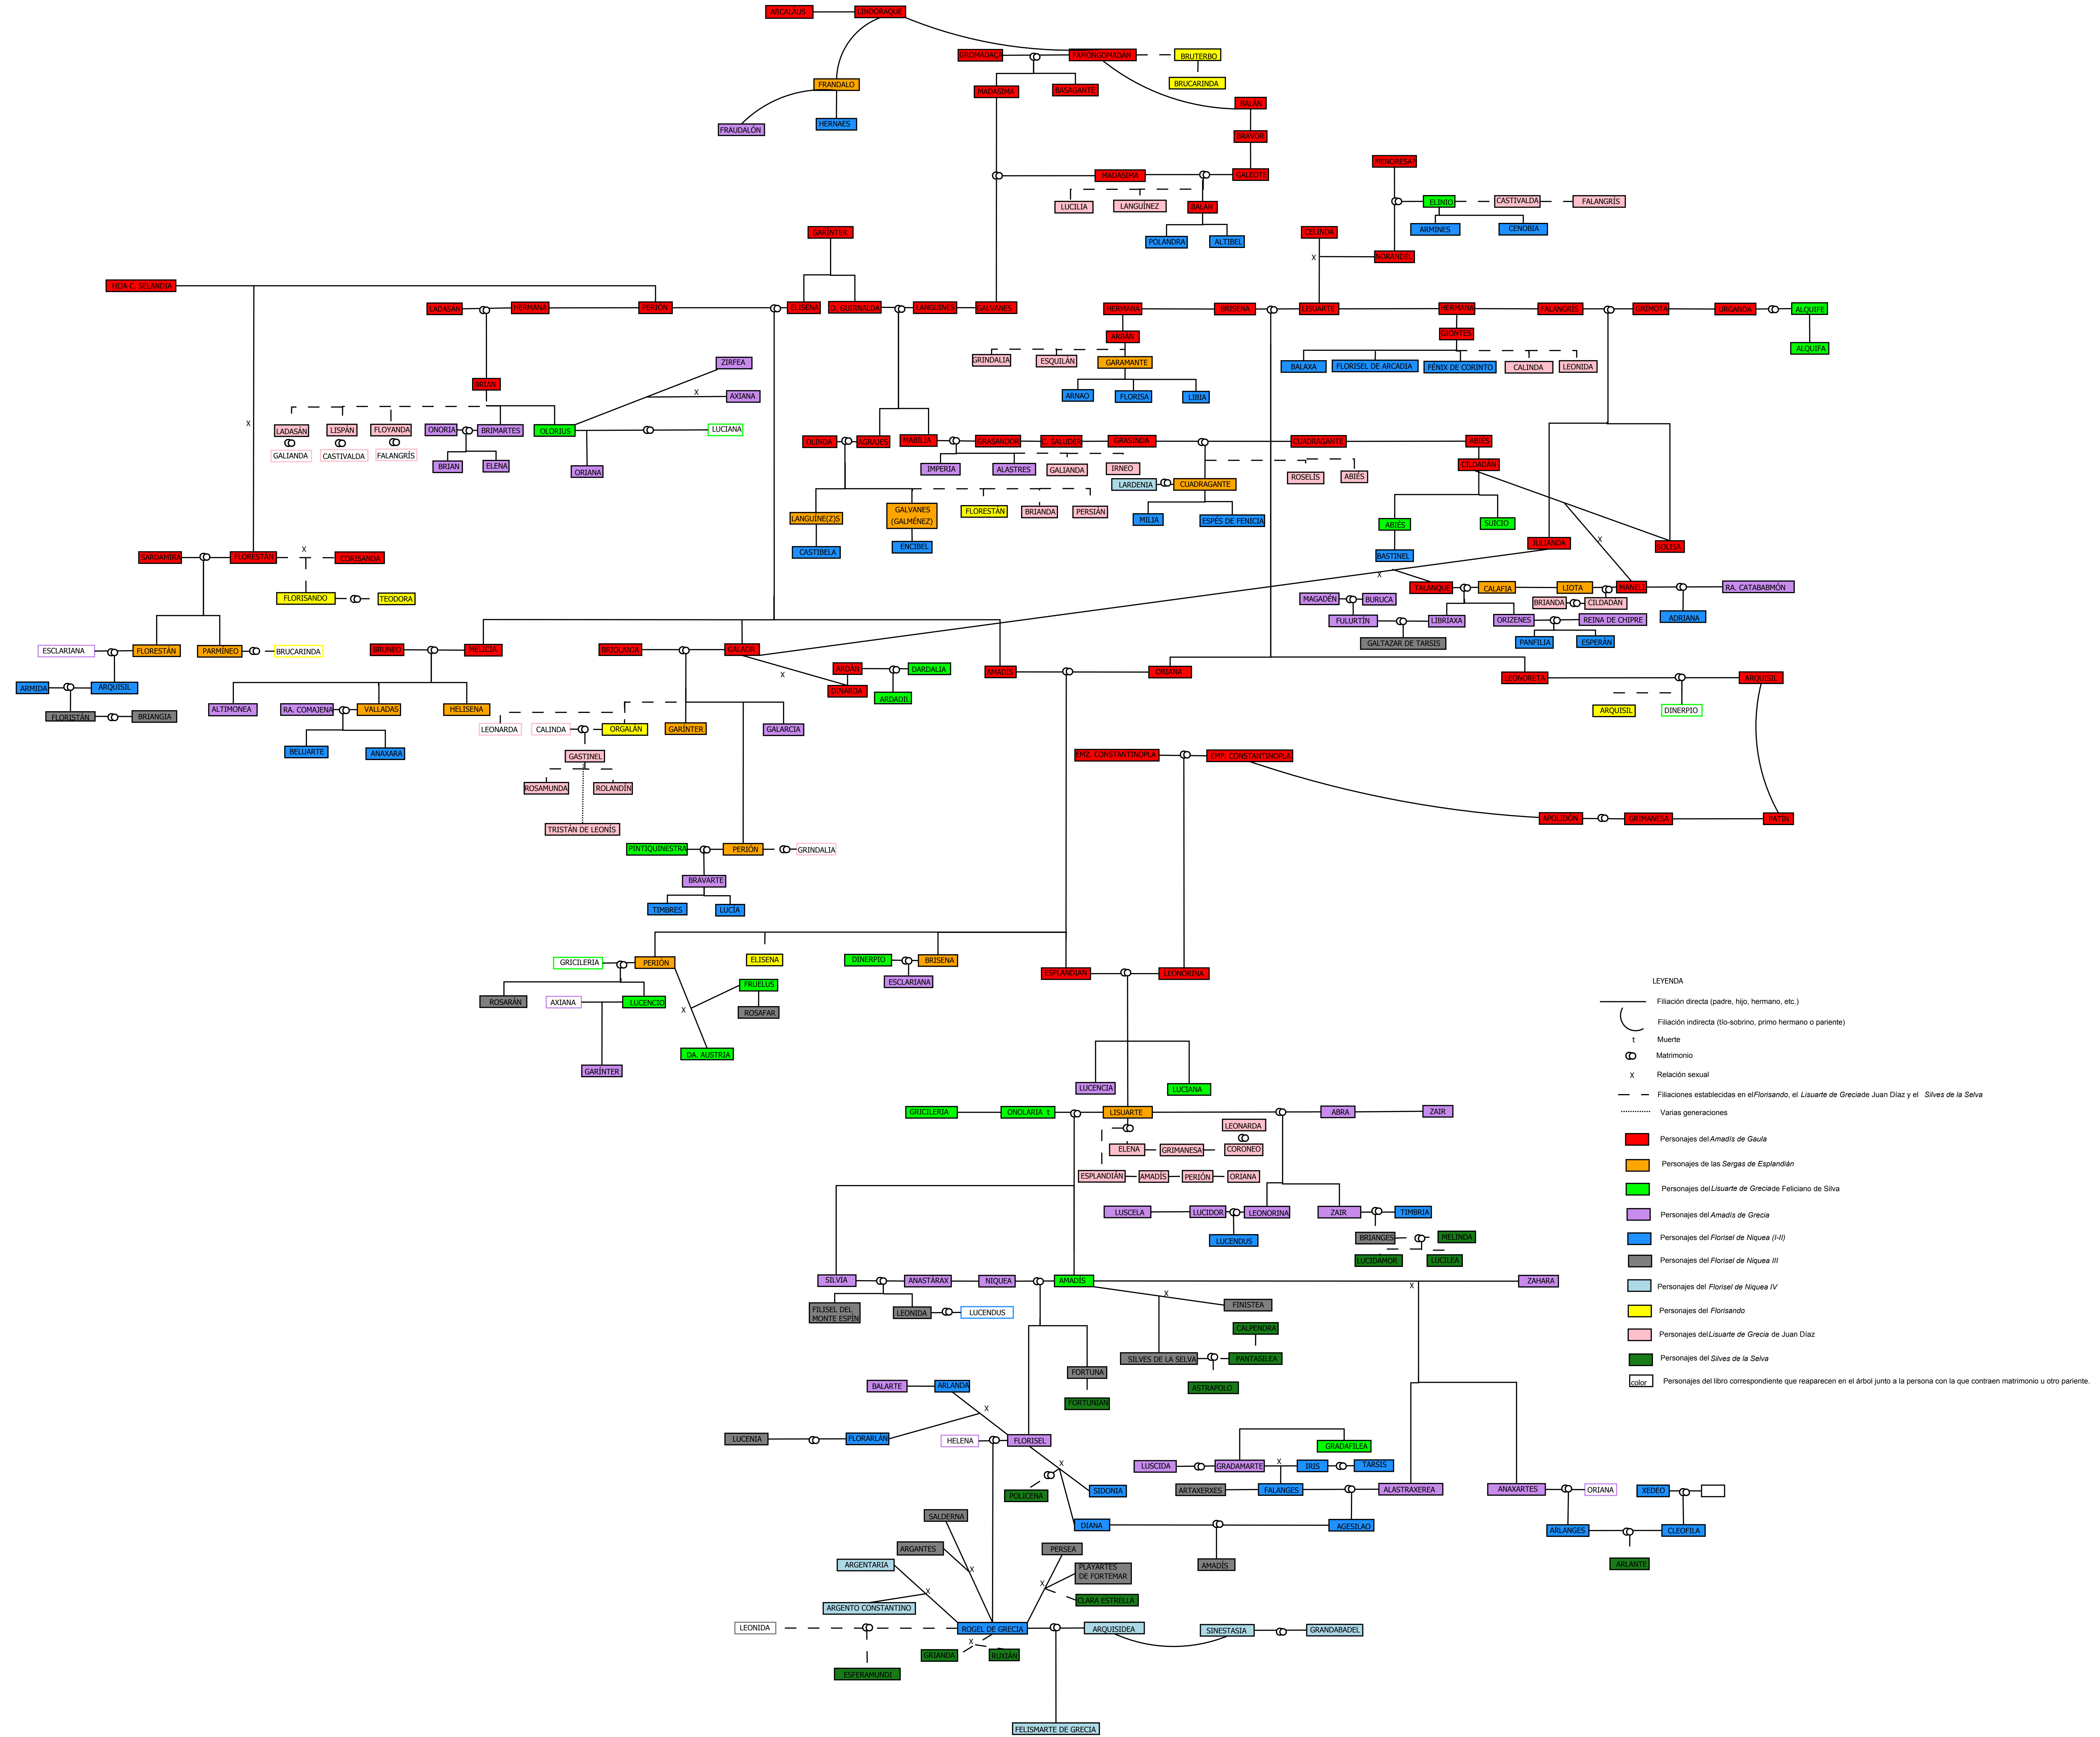 ARCALAUS
LINDORAQUE
GROMADAÇA
FAMONGOMADÁN
BRUTERBO
FRANDALO
BRUCARINDA
MADÁSIMA
BASAGANTE
BALÁN
FRAUDALÓN
HERNAES
BRAVOR
MENORESA
MADASIMA
GALEOTE
ELINIO
CASTIVALDA
FALANGRÍS
LUCILIA
LANGUÍNEZ
BALÁN
ARMINES
CENOBIA
GARÍNTER
CELINDA
POLANDRA
ALTIBEL
NORANDEL
HIJA C. SELANDIA
LADASÁN
HERMANA
PERIÓN
ELISENA
D. GUIRNALDA
LANGUINES
GALVANES
HERMANA
BRISENA
LISUARTE
HERMANA
FALANGRÍS
GRIMOTA
URGANDA
ALQUIFE
ARBÁN
GIONTES
ALQUIFA
GRINDALIA
ESQUILÁN
GARAMANTE
BALAXA
FLORISEL DE ARCADIA
FÉNIX DE CORINTO
CALINDA
LEONIDA
ZIRFEA
BRIAN
AXIANA
ARNAO
FLORISA
LIBIA
LADASÁN
LISPÁN
FLOYANDA
ONORIA
BRIMARTES
OLORIUS
LUCIANA
GALIANDA
CASTIVALDA
FALANGRÍS
OLINDA
AGRAJES
MABILIA
GRASANDOR
C. SALUDER
GRASINDA
CUADRAGANTE
ABIÉS
BRIAN
ELENA
ORIANA
IMPERIA
ALASTRES
GALIANDA
IRNEO
CILDADÁN
LARDENIA
CUADRAGANTE
ROSELÍS
ABIÉS
LANGUINE(Z)S
GALVANES
(GALMÉNEZ)
FLORESTÁN
BRIANDA
PERSIÁN
MILIA
ESPÉS DE FENICIA
ABIÉS
SUICIO
CASTIBELA
ENCIBEL
BASTINEL
JULIANDA
SOLISA
SARDAMIRA
FLORESTÁN
CORISANDA
TALANQUE
CALAFIA
LIOTA
MANELI
RA. CATABABMÓN
FLORISANDO
TEODORA
MAGADÉN
BURUCA
BRIANDA
CILDADÁN
FULURTÍN
LIBRIAXA
ORIZENES
REINA DE CHIPRE
ADRIANA
GALTAZAR DE TARSIS
PANFILIA
ESPERÁN
ESCLARIANA
FLORESTÁN
PARMÍNEO
BRUCARINDA
BRUNEO
MELICIA
BRIOLANJA
GALAOR
ARDÁN
DARDALIA
AMADÍS
ORIANA
LEONORETA
ARQUISIL
ARMIDA
ARQUISIL
DINARDA
ARDADIL
FLORISTÁN
BRIANGIA
ALTIMONEA
RA. COMAJENA
VALLADAS
HELISENA
ARQUISIL
DINERPIO
LEONARDA
CALINDA
ORGALÁN
GARÍNTER
GALARCIA
BELUARTE
ANAXARA
GASTINEL
EMZ. CONSTANTINOPLA
EMP. CONSTANTINOPLA
ROSAMUNDA
ROLANDÍN
APOLIDÓN
GRIMANESA
PATÍN
TRISTÁN DE LEONÍS
PINTIQUINESTRA
PERIÓN
GRINDALIA
BRAVARTE
TIMBRES
LUCÍA
GRICILERIA
PERIÓN
ELISENA
DINERPIO
BRISENA
ESPLANDIÁN
LEONORINA
ESCLARIANA
ROSARÁN
AXIANA
LUCENCIO
FRUELUS
ROSAFAR
DA. AUSTRIA
GARÍNTER
LUCENCIA
LUCIANA
GRICILERIA
ONOLARIA t
LISUARTE
ABRA
ZAIR
LEONARDA
ELENA
GRIMANESA
CORONEO
ESPLANDIÁN
AMADÍS
PERIÓN
ORIANA
LUSCELA
LUCIDOR
LEONORINA
ZAIR
TIMBRIA
LUCENDUS
BRIANGES
MELINDA
LUCIDAMOR
LUCILEA
SILVIA
ANASTÁRAX
NIQUEA
AMADÍS
ZAHARA
FILISEL DEL
MONTE ESPÍN
LEONIDA
LUCENDUS
FINISTEA
CALPENDRA
SILVES DE LA SELVA
PANTASILEA
FORTUNA
ASTRAPOLO
FORTUNIÁN
BALARTE
ARLANDA
LUCENIA
FLORARLÁN
HELENA
FLORISEL
GRADAFILEA
LUSCIDA
GRADAMARTE
IRIS
TARSIS
POLICENA
SIDONIA
ARTAXERXES
FALANGES
ALASTRAXEREA
ANAXARTES
ORIANA
XEDEO
SALDERNA
DIANA
AGESILAO
ARLANGES
CLEOFILA
ARGANTES
PERSEA
AMADÍS
ARLANTE
ARGENTARIA
PLAYARTES
DE FORTEMAR
CLARA ESTRELLA
ARGENTO CONSTANTINO
LEONIDA
ROGEL DE GRECIA
ARQUISIDEA
SINESTASIA
GRANDABADEL
GRIANDA
RUXIÁN
ESFERAMUNDI
FELISMARTE DE GRECIA
LEYENDA
Filiación directa (padre, hijo, hermano, etc.)
Filiación indirecta (tío-sobrino, primo hermano o pariente)
t Muerte
Matrimonio
X Relación sexual
Filiaciones establecidas en el Florisando, el Lisuarte de Grecia de Juan Díaz y el Silves de la Selva
Varias generaciones
Personajes del Amadís de Gaula
Personajes de las Sergas de Esplandián
Personajes del Lisuarte de Grecia de Feliciano de Silva
Personajes del Amadís de Grecia
Personajes del Florisel de Niquea (I-II)
Personajes del Florisel de Niquea III
Personajes del Florisel de Niquea IV
Personajes del Florisando
Personajes del Lisuarte de Grecia de Juan Díaz
Personajes del Silves de la Selva
color Personajes del libro correspondiente que reaparecen en el árbol junto a la persona con la que contraen matrimonio u otro pariente.